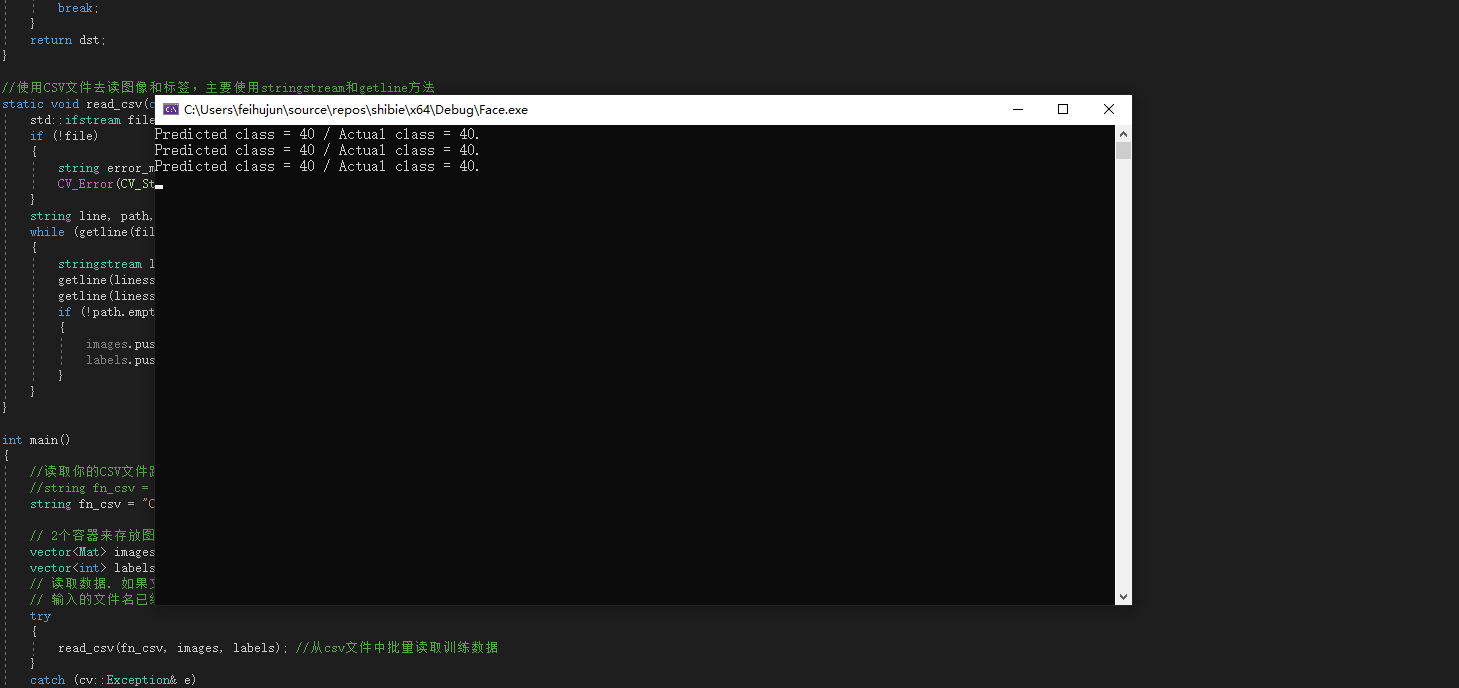 break;
}
return dst;
}
//使用CSV文件去读图像和标签，主要使用stringstream和getline方法
static void read_csv(
C:\Users\feihujun\source\repos\shibie\x64\Debug\Face.exe
std::ifstream file
Predicted class = 40 / Actual class = 40.
if (!file)
Predicted class = 40 / Actual class = 40.
{
string error_m
Predicted class = 40 / Actual class = 40.
CV_Error(CV_St
}
string line, path,
while (getline(fil
{
stringstream l
getline(liness
getline(liness
if (!path.empt
{
images.pus
labels.pus
}
}
}
int main()
{
//读取你的CSV文件路
//string fn_csv =
string fn_csv = "C
// 2个容器来存放图
vector<Mat> images
vector<int> labels
// 读取数据. 如果文
// 输入的文件名已经
try
{
read_csv(fn_csv, images, labels); //从csv文件中批量读取训练数据
}
catch (cv::Exception& e)